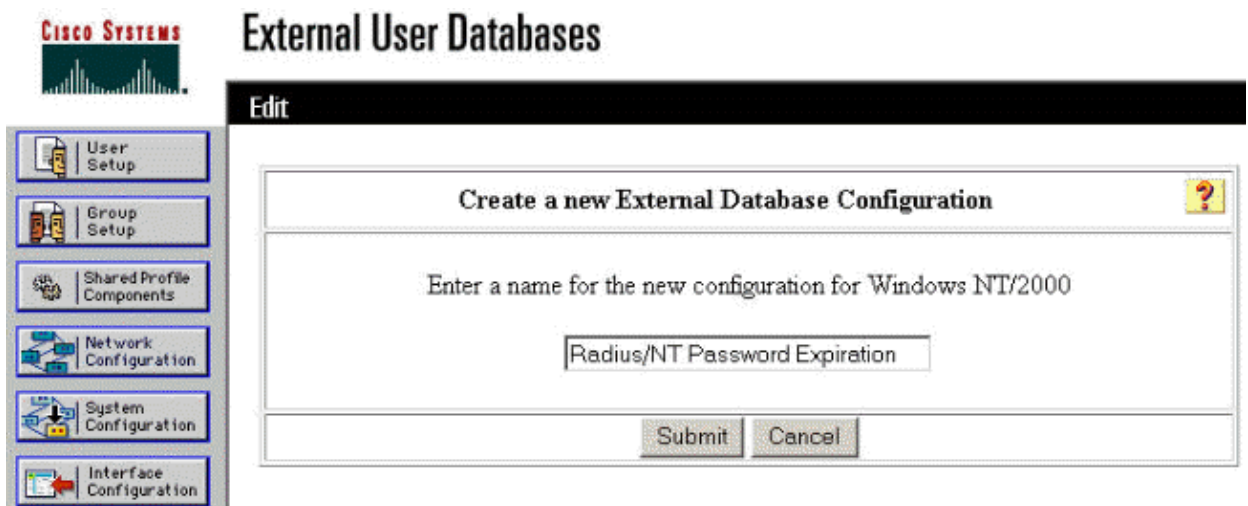 CISCO SYSTEMS
External User Databases
Edit
User
Setup
Group
Setup
Shared Profile
Components
Network
Configuration
System
Configuration
Interface
Configuration
Create a new External Database Configuration
?
Enter a name for the new configuration for Windows NT/2000
Radius/NT Password Expiration
Submit
Cancel